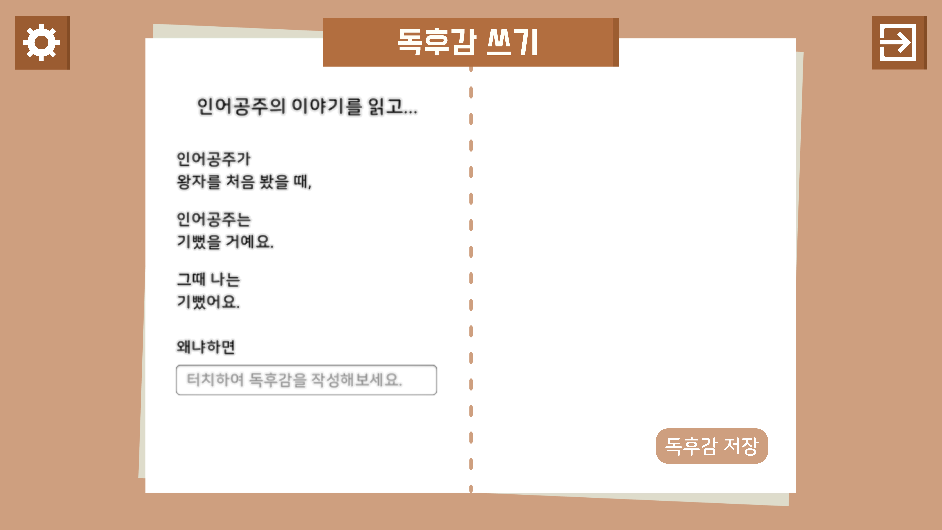 독후감 쓰기
인어공주의 이야기를 읽고...
인어공주가
왕자를 처음 봤을 때,
인어공주는
기뻤을 거예요.
그때 나는
기뻤어요.
왜냐하면
터치하여 독후감을 작성해보세요.
독후감 저장